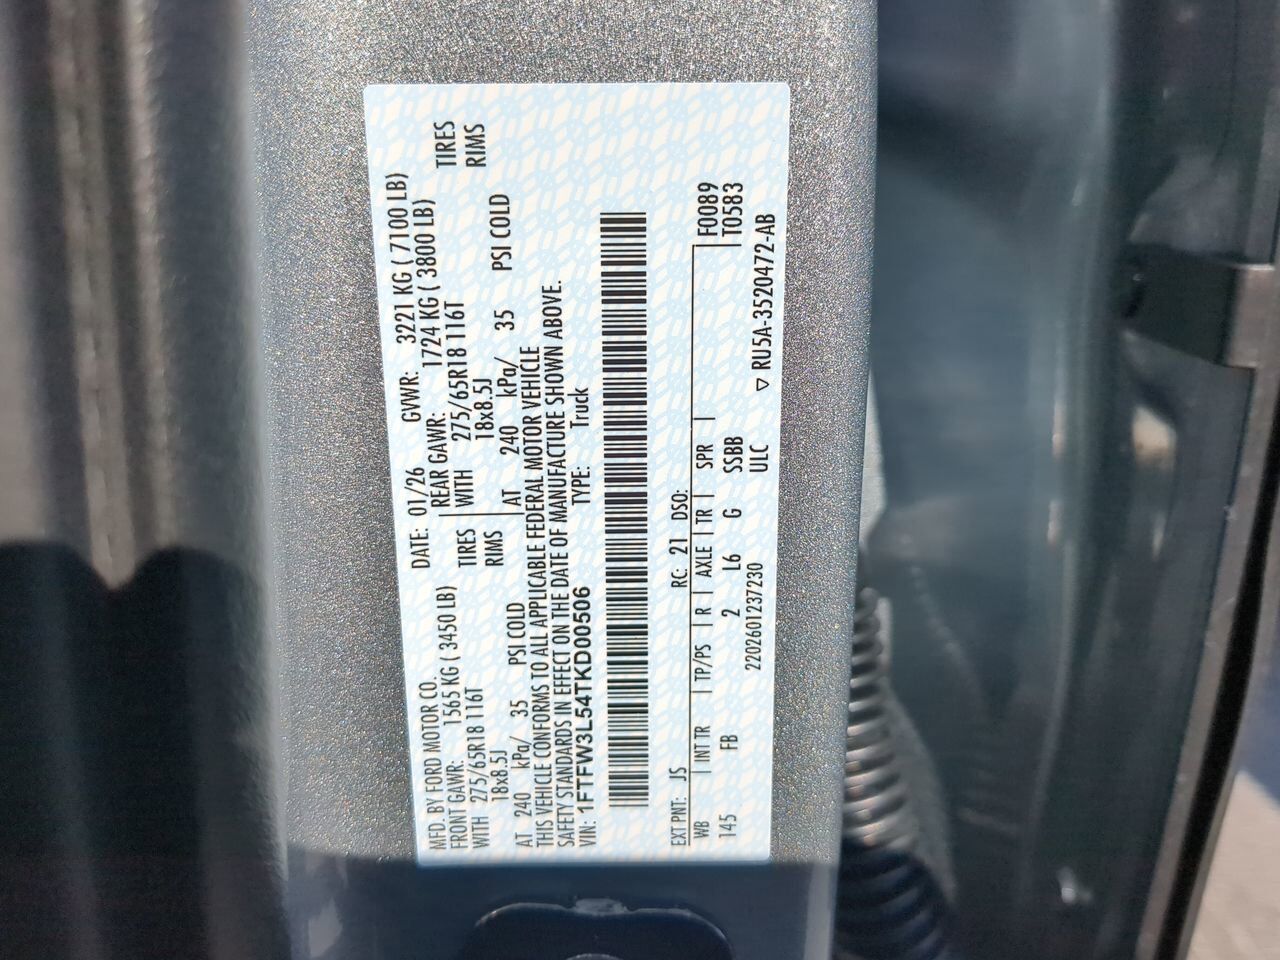 MFD. BY FORD MOTOR CO. DATE: 01/26 GVWR: 3221 KG ( 7100 LB)
FRONT GAWR: 1565 KG ( 3450 LB) REAR GAWR: 1724 KG ( 3800 LB)
WITH 275/65R18 116T TIRES WITH 275/65R18 116T TIRES
18x8.5J RIMS 18x8.5J RIMS
AT 240 kPa/ 35 PSI COLD AT 240 kPa/ 35 PSI COLD
THIS VEHICLE CONFORMS TO ALL APPLICABLE FEDERAL MOTOR VEHICLE
SAFETY STANDARDS IN EFFECT ON THE DATE OF MANUFACTURE SHOWN ABOVE.
VIN: 1FTFW3L54TKD00506 TYPE: Truck
EXT PNT: JS RC: 21 DSO:
WB INT TR TP/PS R AXLE TR SPR F0089
145 FB 2 L6 G SSBB T0583
2202601237230 ULC ▽ RU5A-3520472-AB